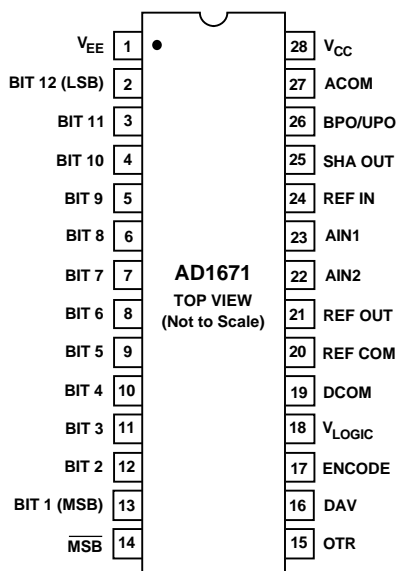 V_EE 1 28 V_CC
BIT 12 (LSB) 2 27 ACOM
BIT 11 3 26 BPO/UPO
BIT 10 4 25 SHA OUT
BIT 9 5 24 REF IN
BIT 8 6 23 AIN1
BIT 7 7 AD1671 22 AIN2
TOP VIEW
BIT 6 8 (Not to Scale) 21 REF OUT
BIT 5 9 20 REF COM
BIT 4 10 19 DCOM
BIT 3 11 18 V_LOGIC
BIT 2 12 17 ENCODE
BIT 1 (MSB) 13 16 DAV
M̅S̅B̅ 14 15 OTR